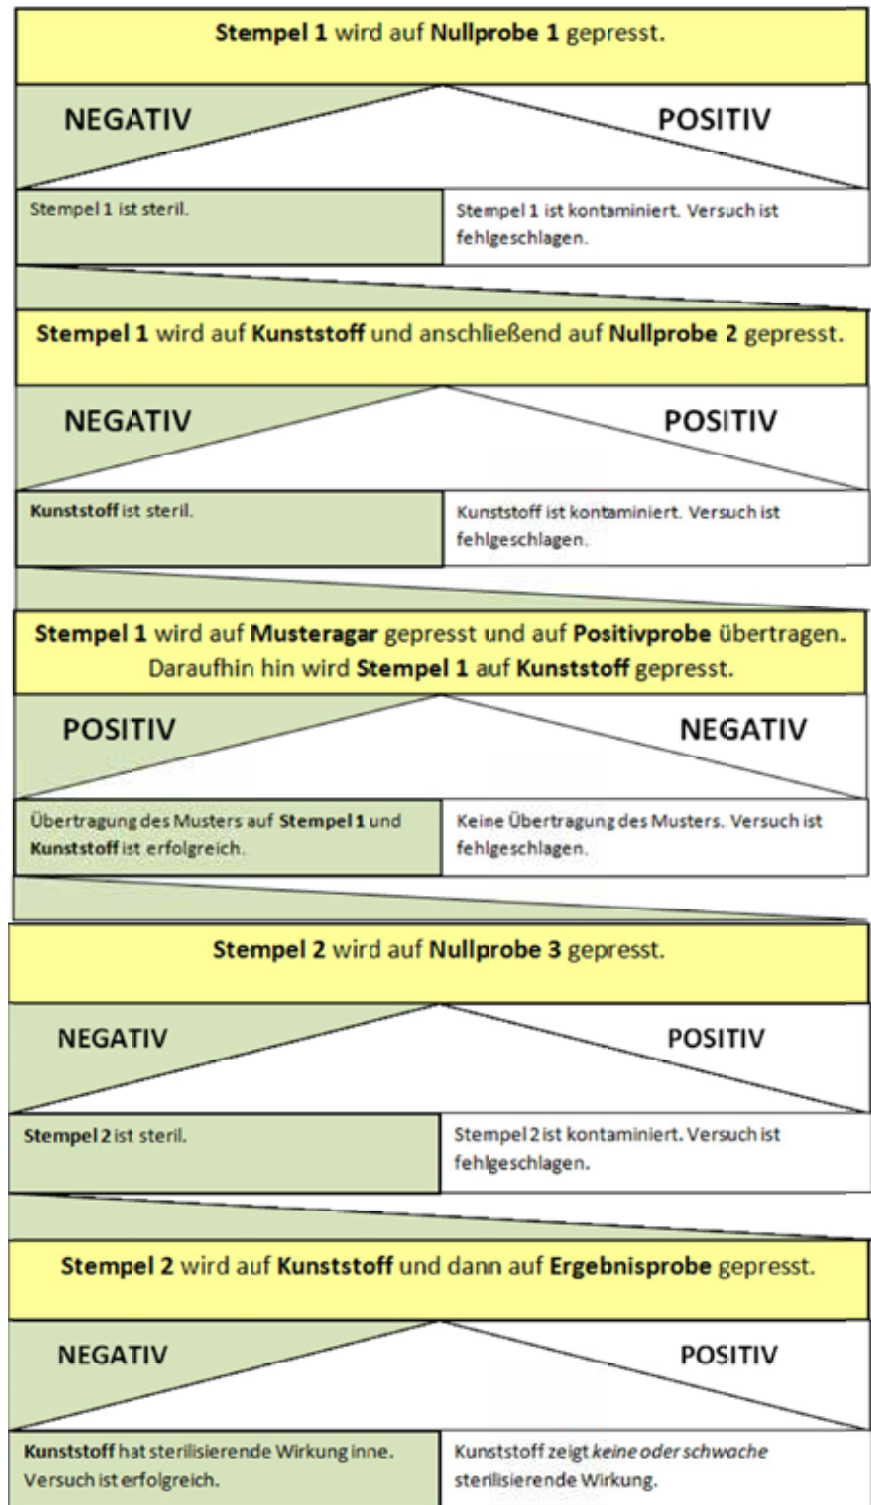 Stempel 1 wird auf Nullprobe 1 gepresst.
NEGATIV
POSITIV
Stempel 1 ist steril.
Stempel 1 ist kontaminiert. Versuch ist
fehlgeschlagen.
Stempel 1 wird auf Kunststoff und anschließend auf Nullprobe 2 gepresst.
NEGATIV
POSITIV
Kunststoff ist steril.
Kunststoff ist kontaminiert. Versuch ist
fehlgeschlagen.
Stempel 1 wird auf Musteragar gepresst und auf Positivprobe übertragen.
Daraufhin hin wird Stempel 1 auf Kunststoff gepresst.
POSITIV
NEGATIV
Übertragung des Musters auf Stempel 1 und
Kunststoff ist erfolgreich.
Keine Übertragung des Musters. Versuch ist
fehlgeschlagen.
Stempel 2 wird auf Nullprobe 3 gepresst.
NEGATIV
POSITIV
Stempel 2 ist steril.
Stempel 2 ist kontaminiert. Versuch ist
fehlgeschlagen.
Stempel 2 wird auf Kunststoff und dann auf Ergebnisprobe gepresst.
NEGATIV
POSITIV
Kunststoff hat sterilisierende Wirkung inne.
Versuch ist erfolgreich.
Kunststoff zeigt keine oder schwache
sterilisierende Wirkung.